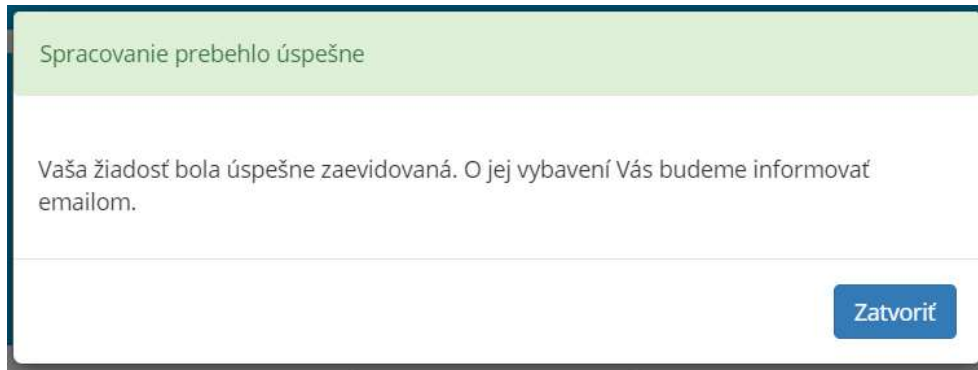 Spracovanie prebehlo úspešne
Vaša žiadosť bola úspešne zaevidovaná. O jej vybavení Vás budeme informovať
emailom.
Zatvoriť